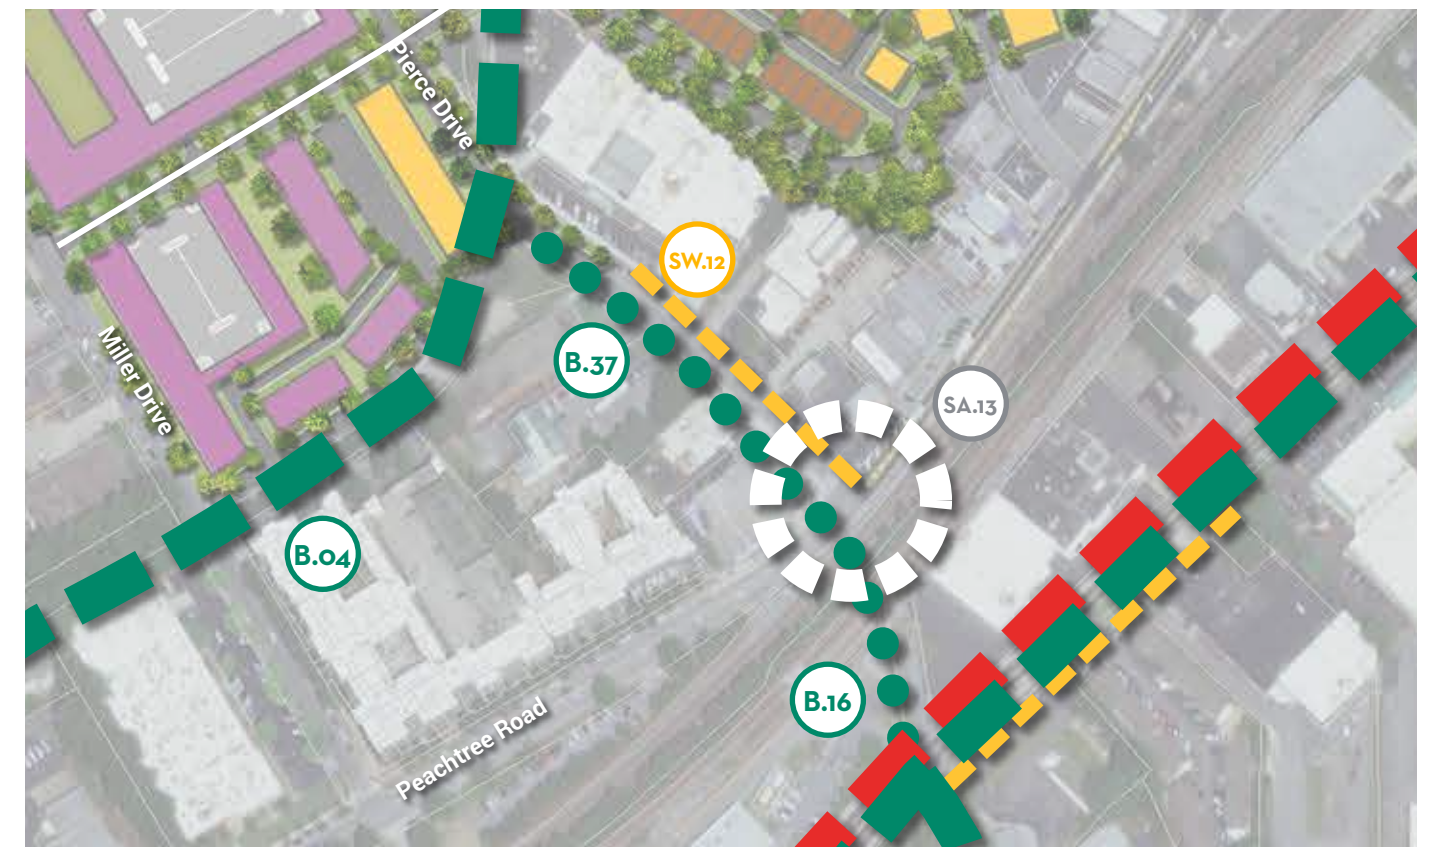 Pierce Drive
SW.12
B.37
Miller Drive
SA.13
B.04
B.16
Peachtree Road